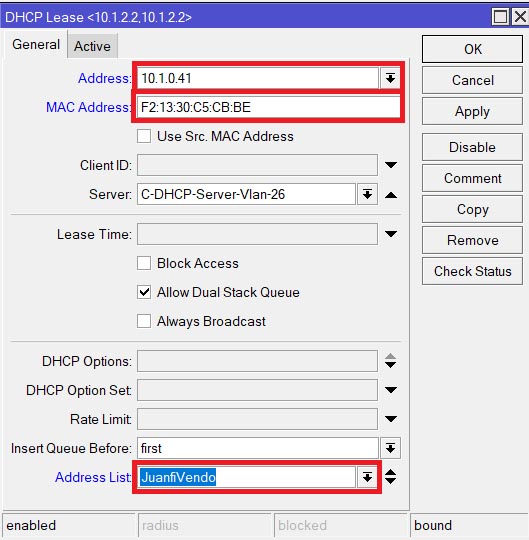 DHCP Lease <10.1.2.2,10.1.2.2>
General Active
Address: 10.1.0.41
MAC Address: F2:13:30:C5:CB:BE
Use Src. MAC Address
Client ID:
Server: C-DHCP-Server-Vlan-26
Lease Time:
Block Access
Allow Dual Stack Queue
Always Broadcast
DHCP Options:
DHCP Option Set:
Rate Limit:
Insert Queue Before: first
Address List: JuanfiVendo
OK
Cancel
Apply
Disable
Comment
Copy
Remove
Check Status
enabled radius blocked bound